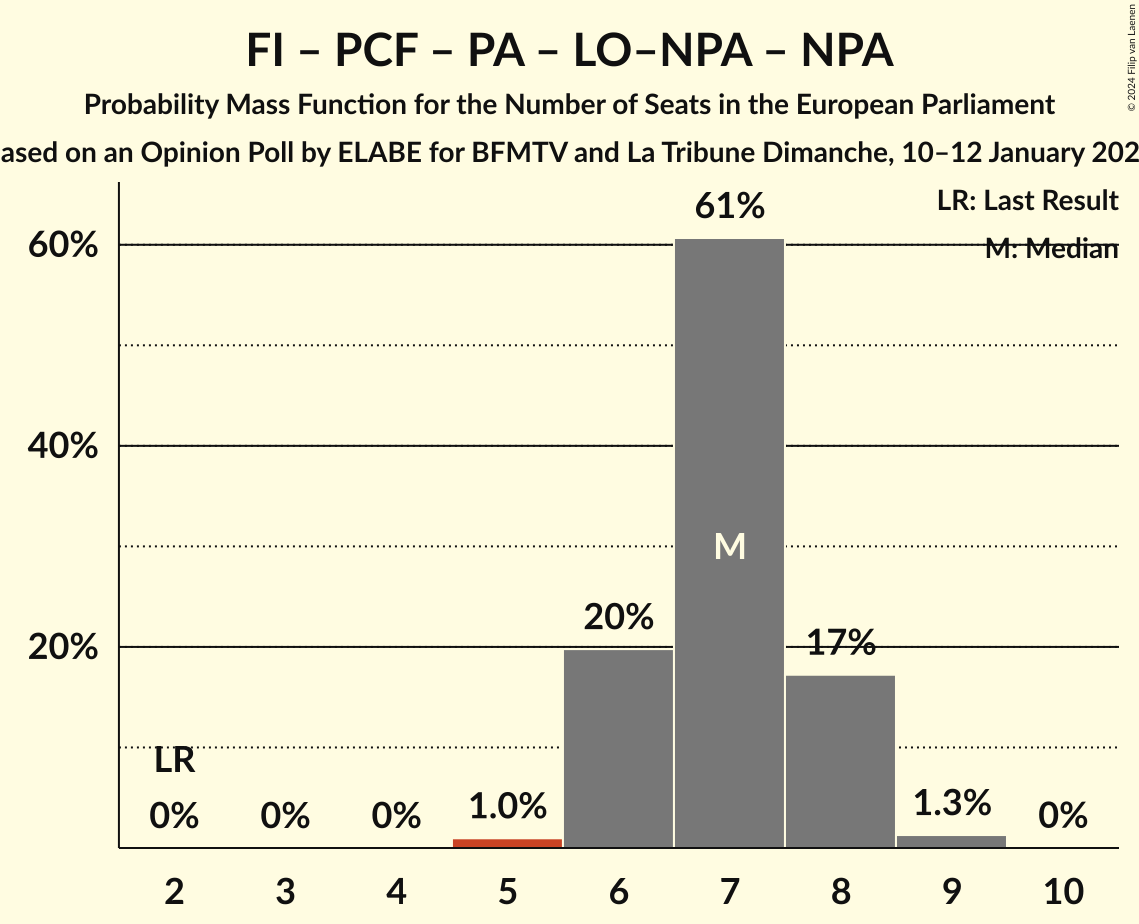 FI – PCF – PA – LO–NPA – NPA
Probability Mass Function for the Number of Seats in the European Parliament
ased on an Opinion Poll by ELABE for BFMTV and La Tribune Dimanche, 10–12 January 202
© 2024 Filip van Laenen
LR: Last Result
M: Median
61%
60%
40%
M
20%
20%
17%
LR
0%
0%
0%
1.0%
1.3%
0%
2 3 4 5 6 7 8 9 10